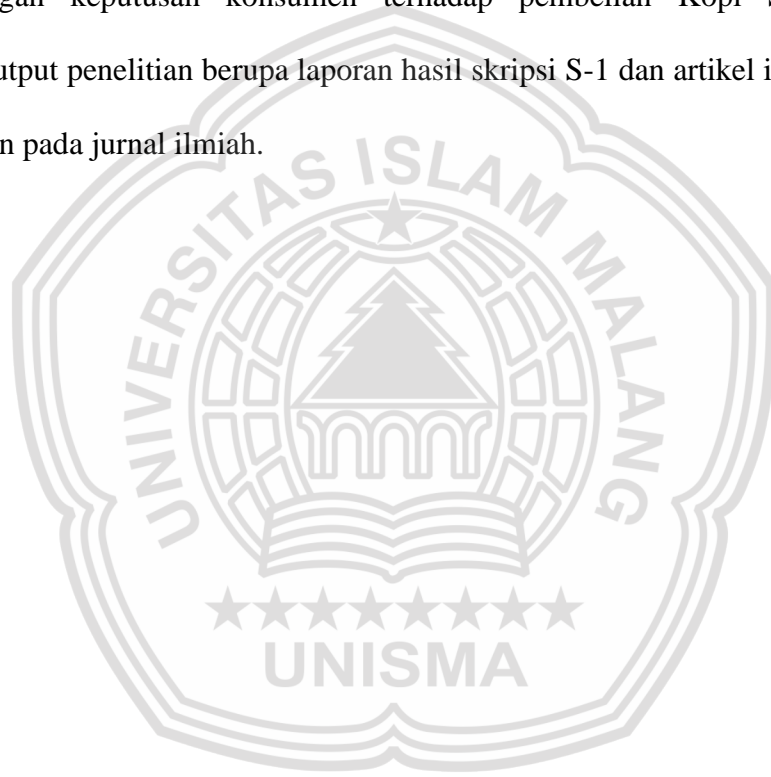 gan keputusan konsumen terhadap pembelian Kopi
utput penelitian berupa laporan hasil skripsi S-1 dan artikel i
n pada jurnal ilmiah.
UNIVERSITAS ISLAM MALANG
UNISMA